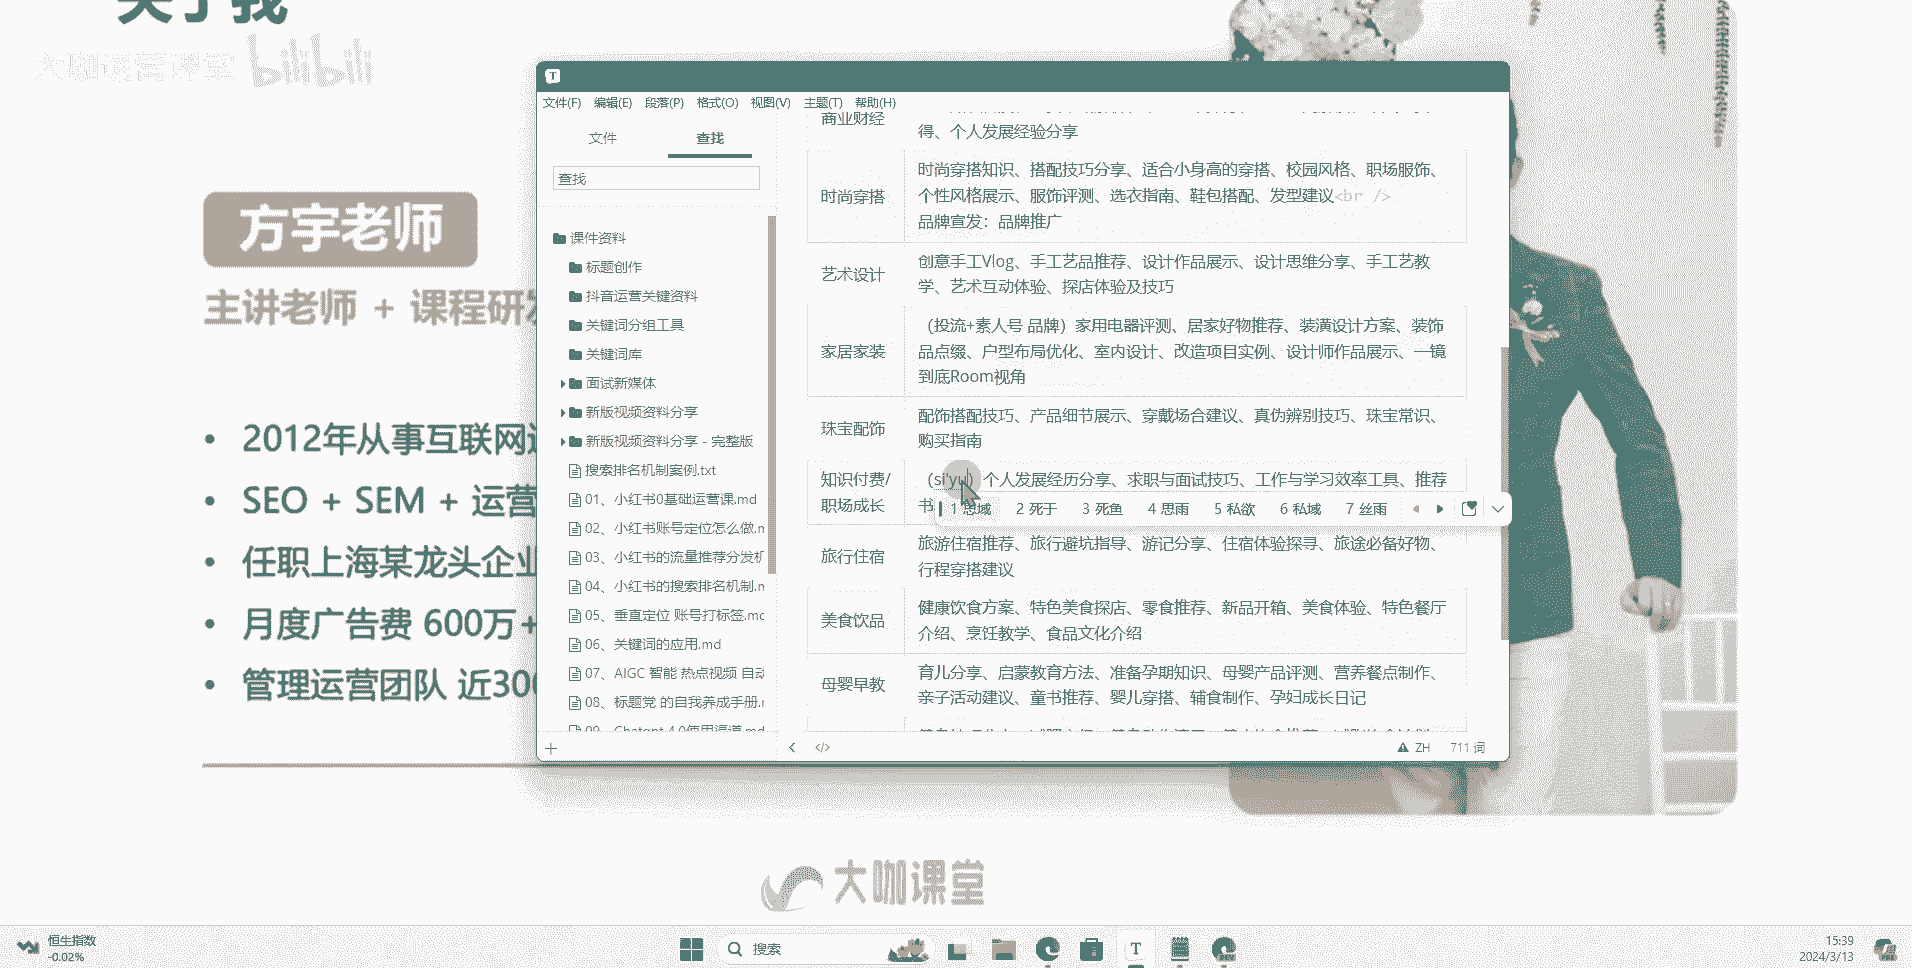 关于我
大咖运营课堂 bilibili
方宇老师
主讲老师 + 课程研发
• 2012年从事互联网运
• SEO + SEM + 运营
• 任职上海某龙头企业
• 月度广告费 600万+
• 管理运营团队 近300
T
文件(F) 编辑(E) 段落(P) 格式(O) 视图(V) 主题(T) 帮助(H)
文件 查找
查找
课件资料
标题创作
抖音运营关键资料
关键词分组工具
关键词库
面试新媒体
新版视频资料分享
新版视频资料分享 - 完整版
搜索排名机制案例.txt
01、小红书0基础运营课.md
02、小红书账号定位怎么做.m
03、小红书的流量推荐分发机
04、小红书的搜索排名机制.m
05、垂直定位 账号打标签.mc
06、关键词的应用.md
07、AIGC 智能 热点视频 自动
08、标题党 的自我养成手册.r
09、Chatgpt 4.0使用渠道.md
商业财经
得、个人发展经验分享
时尚穿搭
时尚穿搭知识、搭配技巧分享、适合小身高的穿搭、校园风格、职场服饰、
个性风格展示、服饰评测、选衣指南、鞋包搭配、发型建议<br />
品牌宣发：品牌推广
艺术设计
创意手工Vlog、手工艺品推荐、设计作品展示、设计思维分享、手工艺教
学、艺术互动体验、探店体验及技巧
家居家装
（投流+素人号 品牌）家用电器评测、居家好物推荐、装潢设计方案、装饰
品点缀、户型布局优化、室内设计、改造项目实例、设计师作品展示、一镜
到底Room视角
珠宝配饰
配饰搭配技巧、产品细节展示、穿戴场合建议、真伪辨别技巧、珠宝常识、
购买指南
知识付费/
职场成长
（si'yu）个人发展经历分享、求职与面试技巧、工作与学习效率工具、推荐
书
1 思域 2 死于 3 死鱼 4 思雨 5 私欲 6 私域 7 丝雨
旅行住宿
旅游住宿推荐、旅行避坑指导、游记分享、住宿体验探寻、旅途必备好物、
行程穿搭建议
美食饮品
健康饮食方案、特色美食探店、零食推荐、新品开箱、美食体验、特色餐厅
介绍、烹饪教学、食品文化介绍
母婴早教
育儿分享、启蒙教育方法、准备孕期知识、母婴产品评测、营养餐点制作、
亲子活动建议、童书推荐、婴儿穿搭、辅食制作、孕妇成长日记
</> ZH 711 词
大咖课堂
恒生指数
-0.02%
搜索
T
DEV
15:39
2024/3/13
PRE